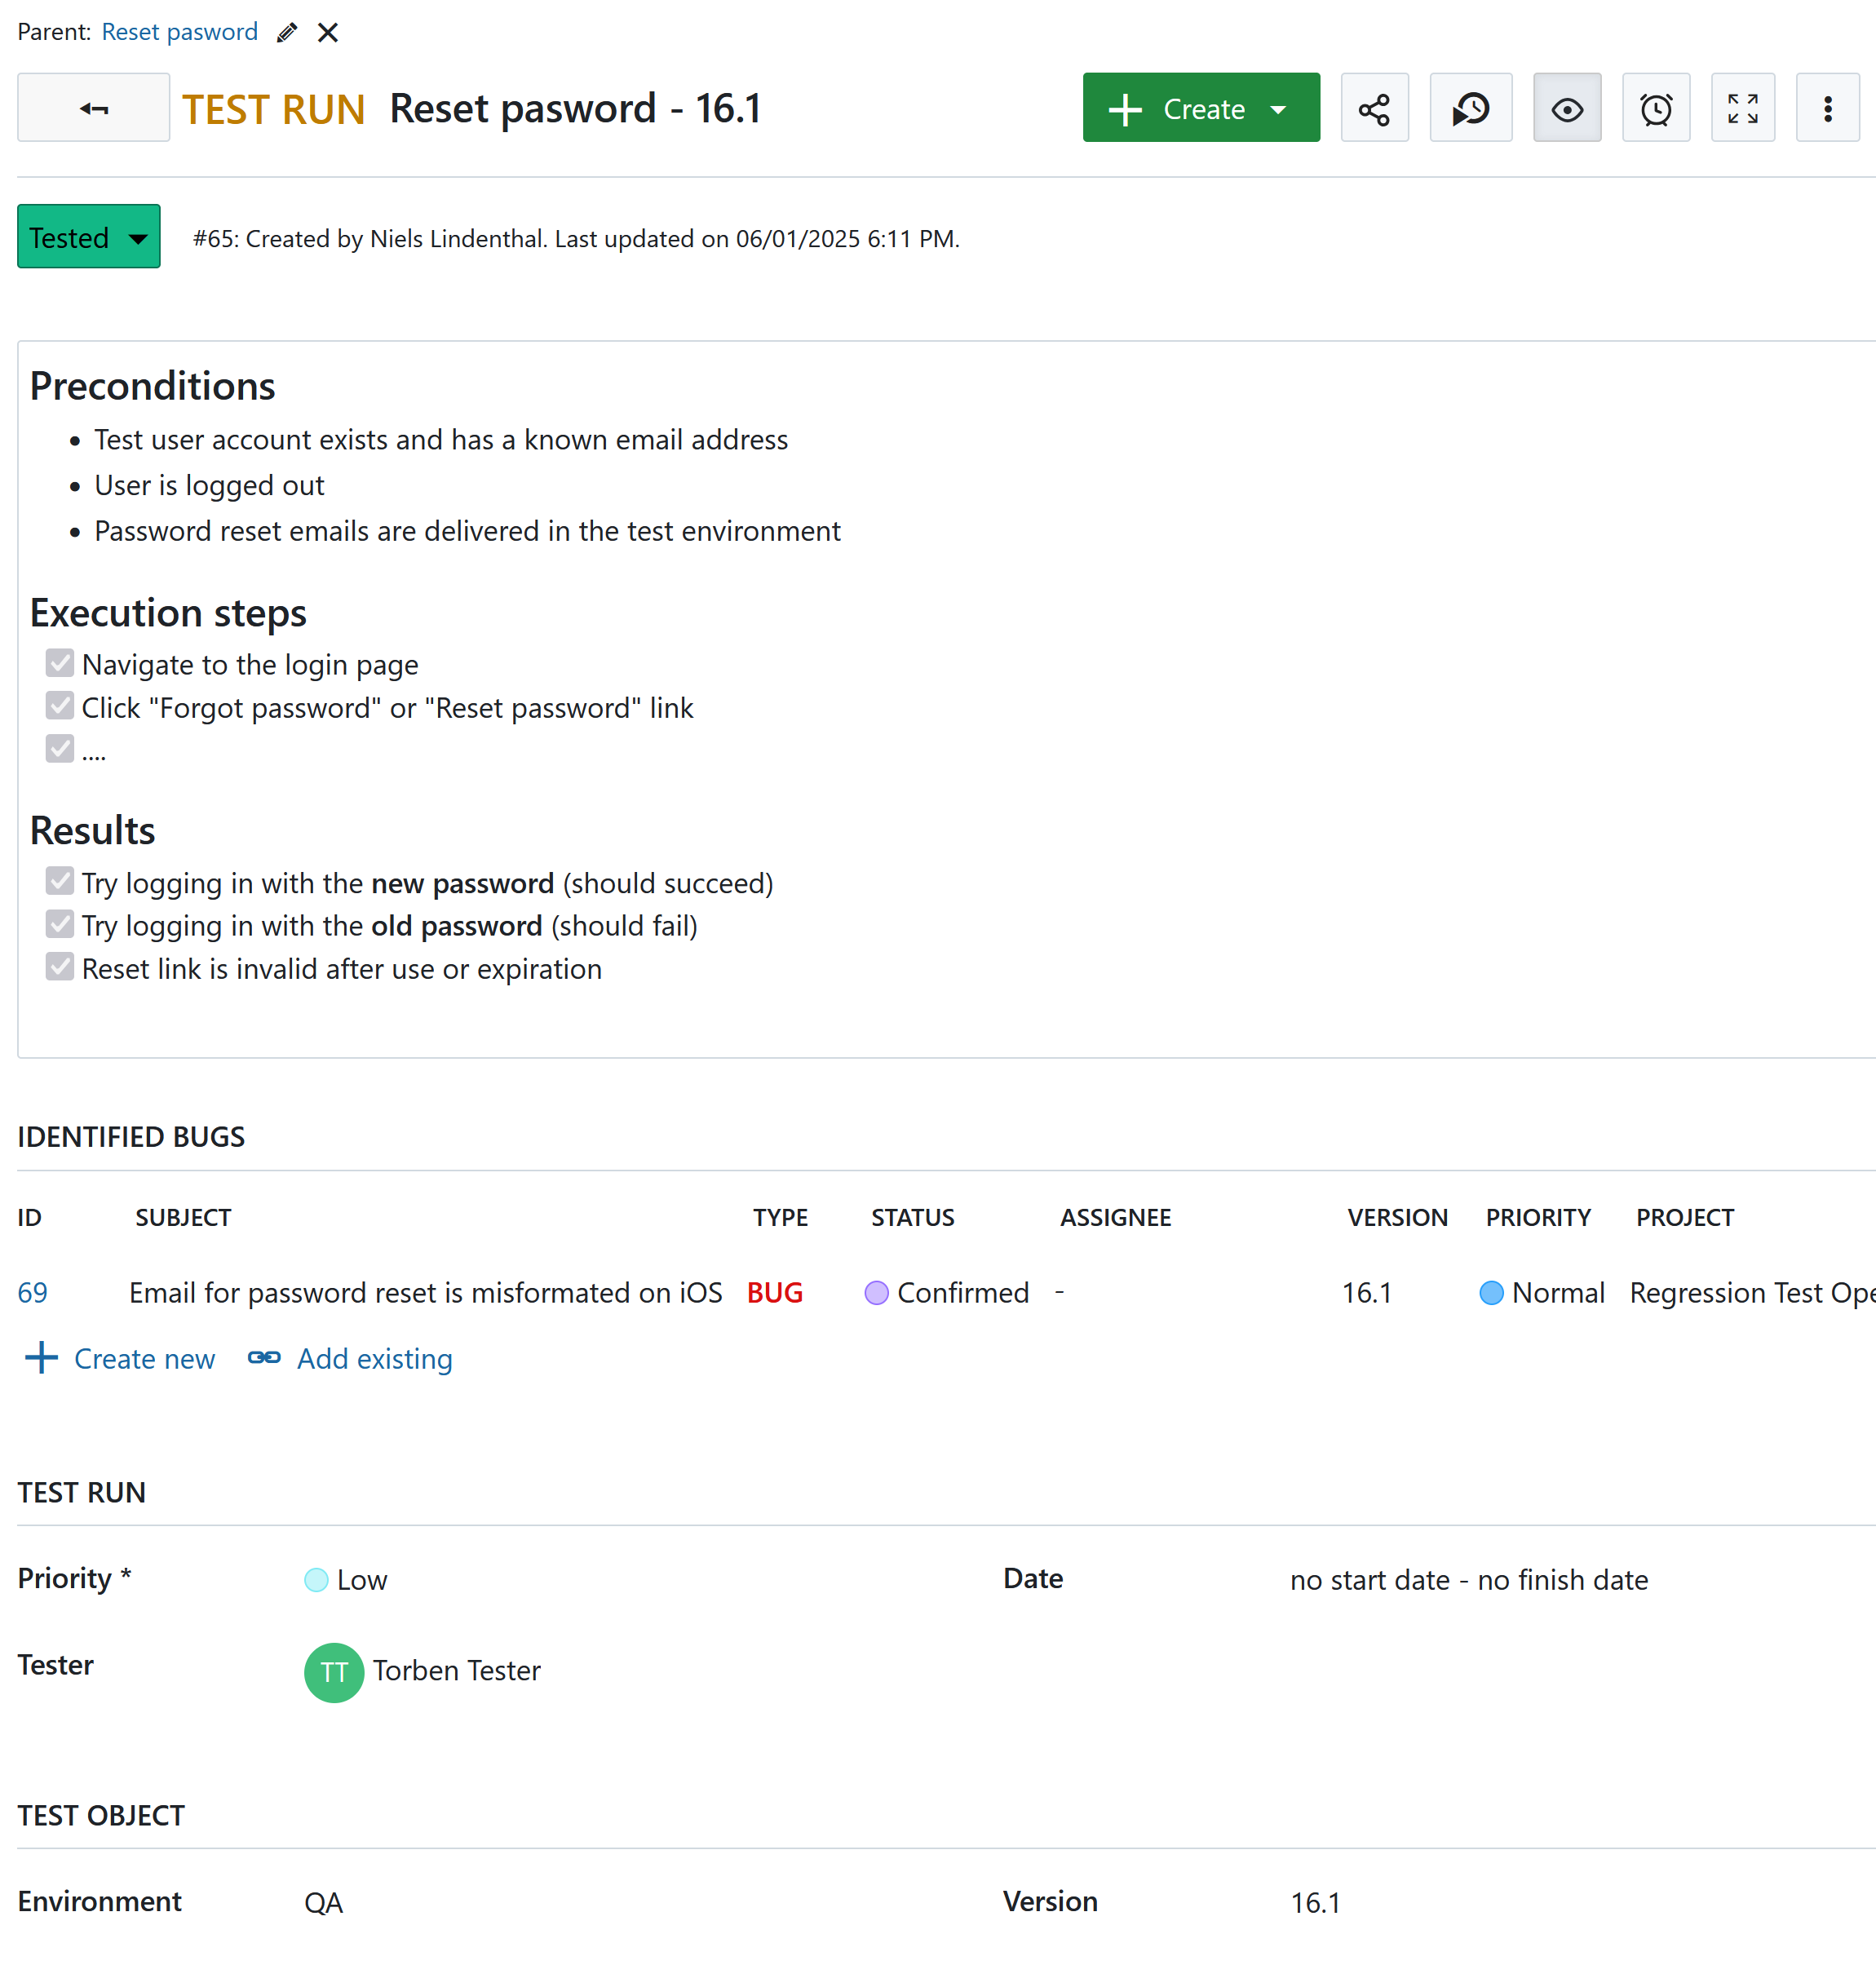 Parent: Reset pasword
TEST RUN Reset pasword - 16.1
Create
Tested
#65: Created by Niels Lindenthal. Last updated on 06/01/2025 6:11 PM.
Preconditions
• Test user account exists and has a known email address
• User is logged out
• Password reset emails are delivered in the test environment
Execution steps
Navigate to the login page
Click "Forgot password" or "Reset password" link
....
Results
Try logging in with the new password (should succeed)
Try logging in with the old password (should fail)
Reset link is invalid after use or expiration
IDENTIFIED BUGS
ID SUBJECT TYPE STATUS ASSIGNEE VERSION PRIORITY PROJECT
69 Email for password reset is misformated on iOS BUG Confirmed - 16.1 Normal Regression Test Ope
Create new Add existing
TEST RUN
Priority * Low Date no start date - no finish date
Tester TT Torben Tester
TEST OBJECT
Environment QA Version 16.1